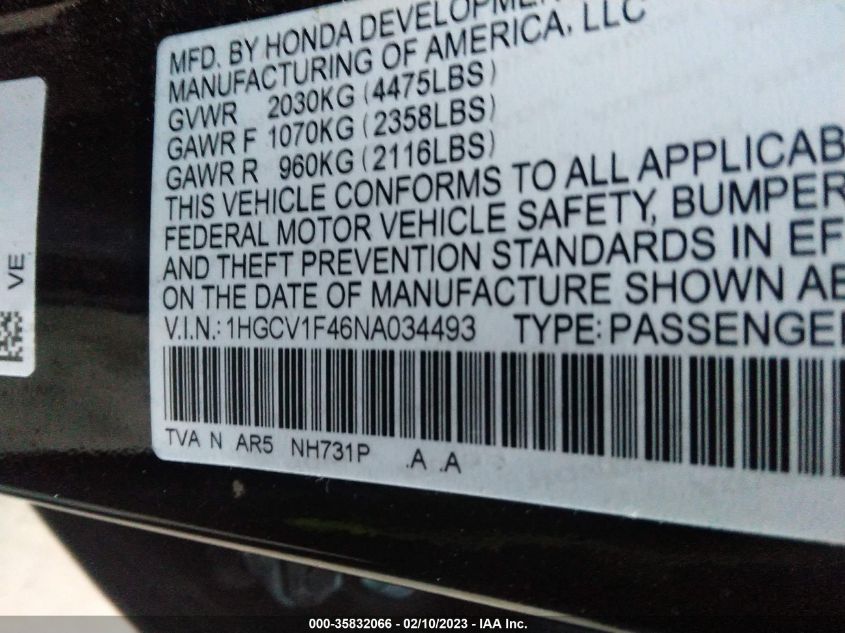 MFD. BY HONDA DEVELOPMEN
MANUFACTURING OF AMERICA, LLC
GVWR 2030KG (4475LBS)
GAWR F 1070KG (2358LBS)
GAWR R 960KG (2116LBS)
THIS VEHICLE CONFORMS TO ALL APPLICAB
FEDERAL MOTOR VEHICLE SAFETY, BUMPER
AND THEFT PREVENTION STANDARDS IN EF
ON THE DATE OF MANUFACTURE SHOWN AB
V.I.N.: 1HGCV1F46NA034493 TYPE: PASSENGE
TVA N AR5 NH731P .A .A
VE
000-35832066 - 02/10/2023 - IAA Inc.